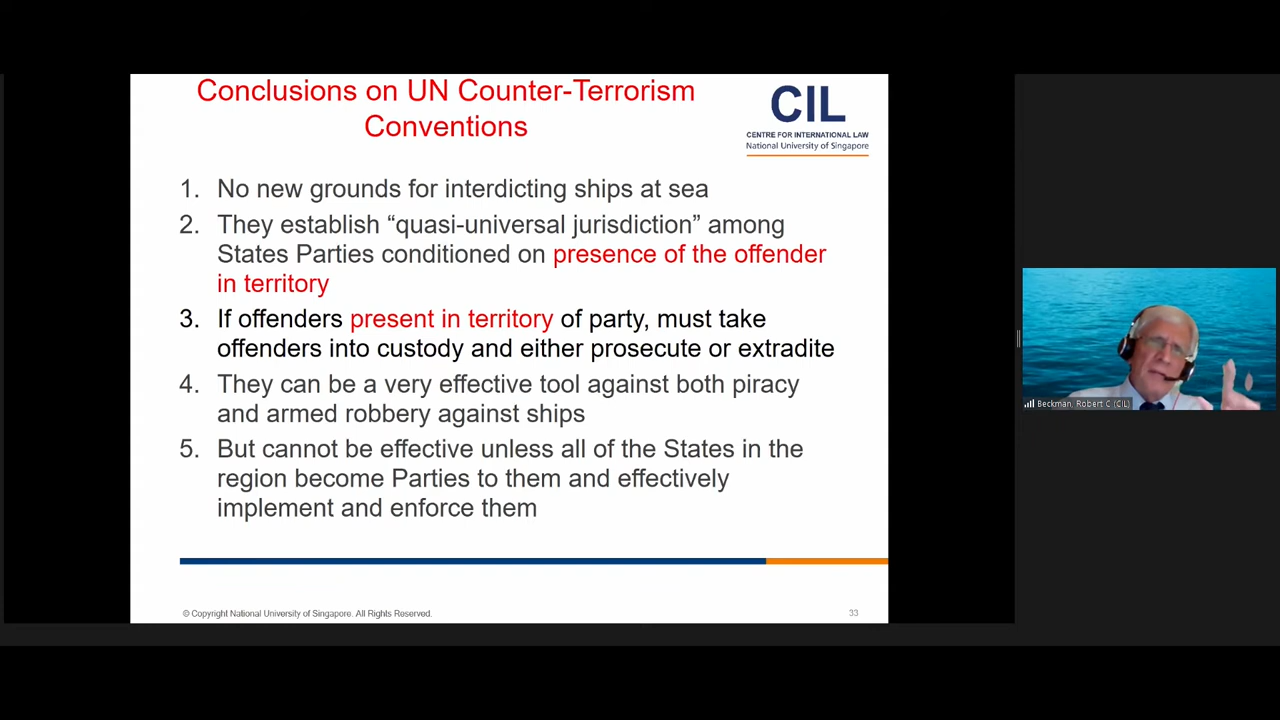 Conclusions on UN Counter-Terrorism
Conventions
CIL
CENTRE FOR INTERNATIONAL LAW
National University of Singapore
1. No new grounds for interdicting ships at sea
2. They establish “quasi-universal jurisdiction” among
States Parties conditioned on presence of the offender
in territory
3. If offenders present in territory of party, must take
offenders into custody and either prosecute or extradite
4. They can be a very effective tool against both piracy
and armed robbery against ships
5. But cannot be effective unless all of the States in the
region become Parties to them and effectively
implement and enforce them
© Copyright National University of Singapore. All Rights Reserved.
33
Beckman, Robert C (CIL)